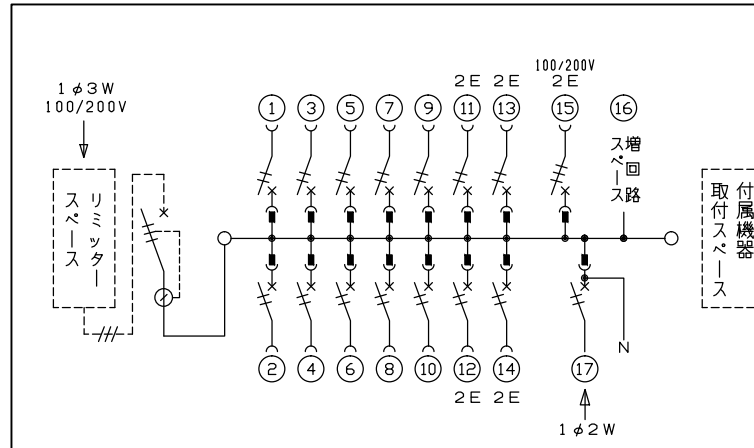 1φ3W
100/200V
リミッター
スペース
2E 2E
100/200V
2E
1 3 5 7 9 11 13 15 16
増回路
スペース
付属機器
取付スペース
N
2 4 6 8 10 12 14 17
2E 2E
1φ2W